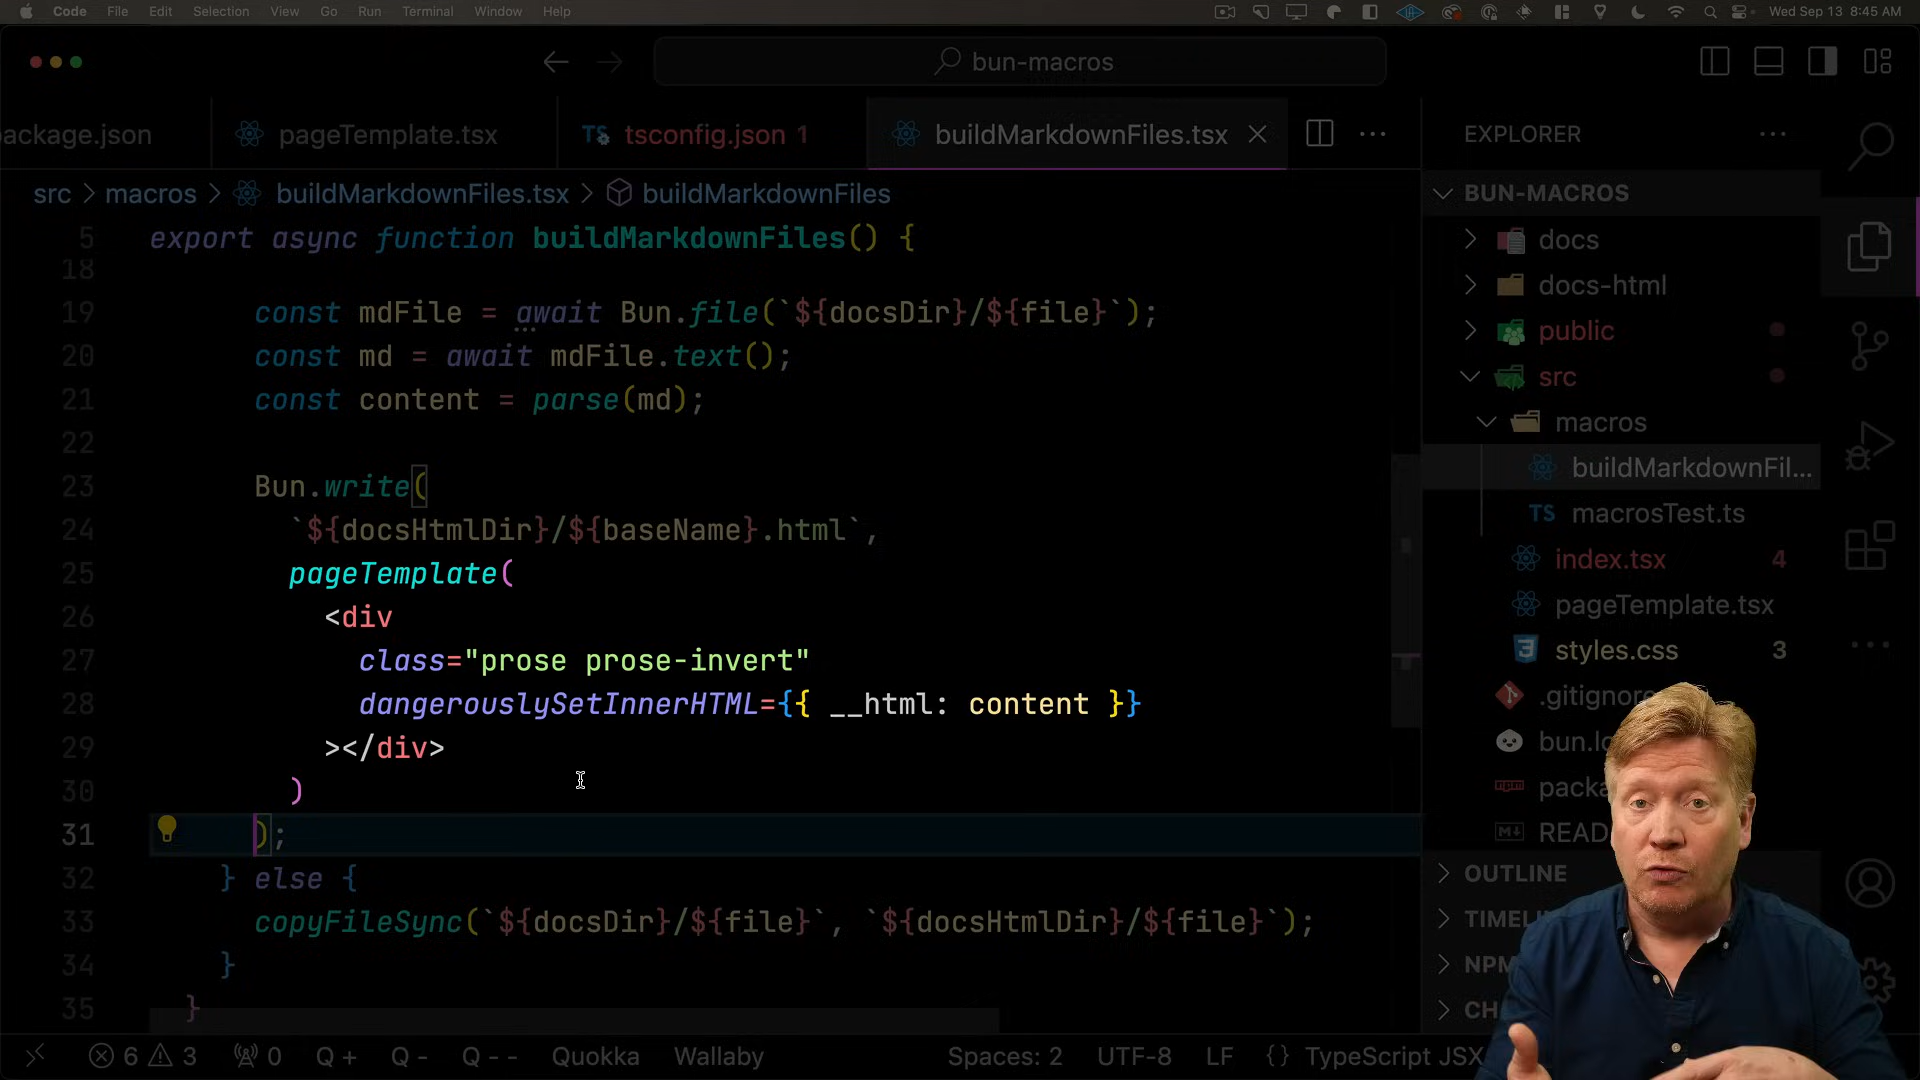 Code File Edit Selection View Go Run Terminal Window Help
Wed Sep 13 8:45 AM
bun-macros
package.json
pageTemplate.tsx
tsconfig.json 1
buildMarkdownFiles.tsx
src > macros > buildMarkdownFiles.tsx > buildMarkdownFiles
5 export async function buildMarkdownFiles() {
18
19 const mdFile = await Bun.file(`${docsDir}/${file}`);
20 const md = await mdFile.text();
21 const content = parse(md);
22
23 Bun.write(
24 `${docsHtmlDir}/${baseName}.html`,
25 pageTemplate(
26 <div
27 class="prose prose-invert"
28 dangerouslySetInnerHTML={{ __html: content }}
29 ></div>
30 )
31 );
32 } else {
33 copyFileSync(`${docsDir}/${file}`, `${docsHtmlDir}/${file}`);
34 }
35 }
EXPLORER
BUN-MACROS
docs
docs-html
public
src
macros
buildMarkdownFil...
TS macrosTest.ts
index.tsx 4
pageTemplate.tsx
styles.css 3
.gitignore
bun.lo
packa
READ
OUTLINE
TIMELI
NPM
CH
6 3 0 Q + Q - Q - - Quokka Wallaby Spaces: 2 UTF-8 LF {} TypeScript JSX